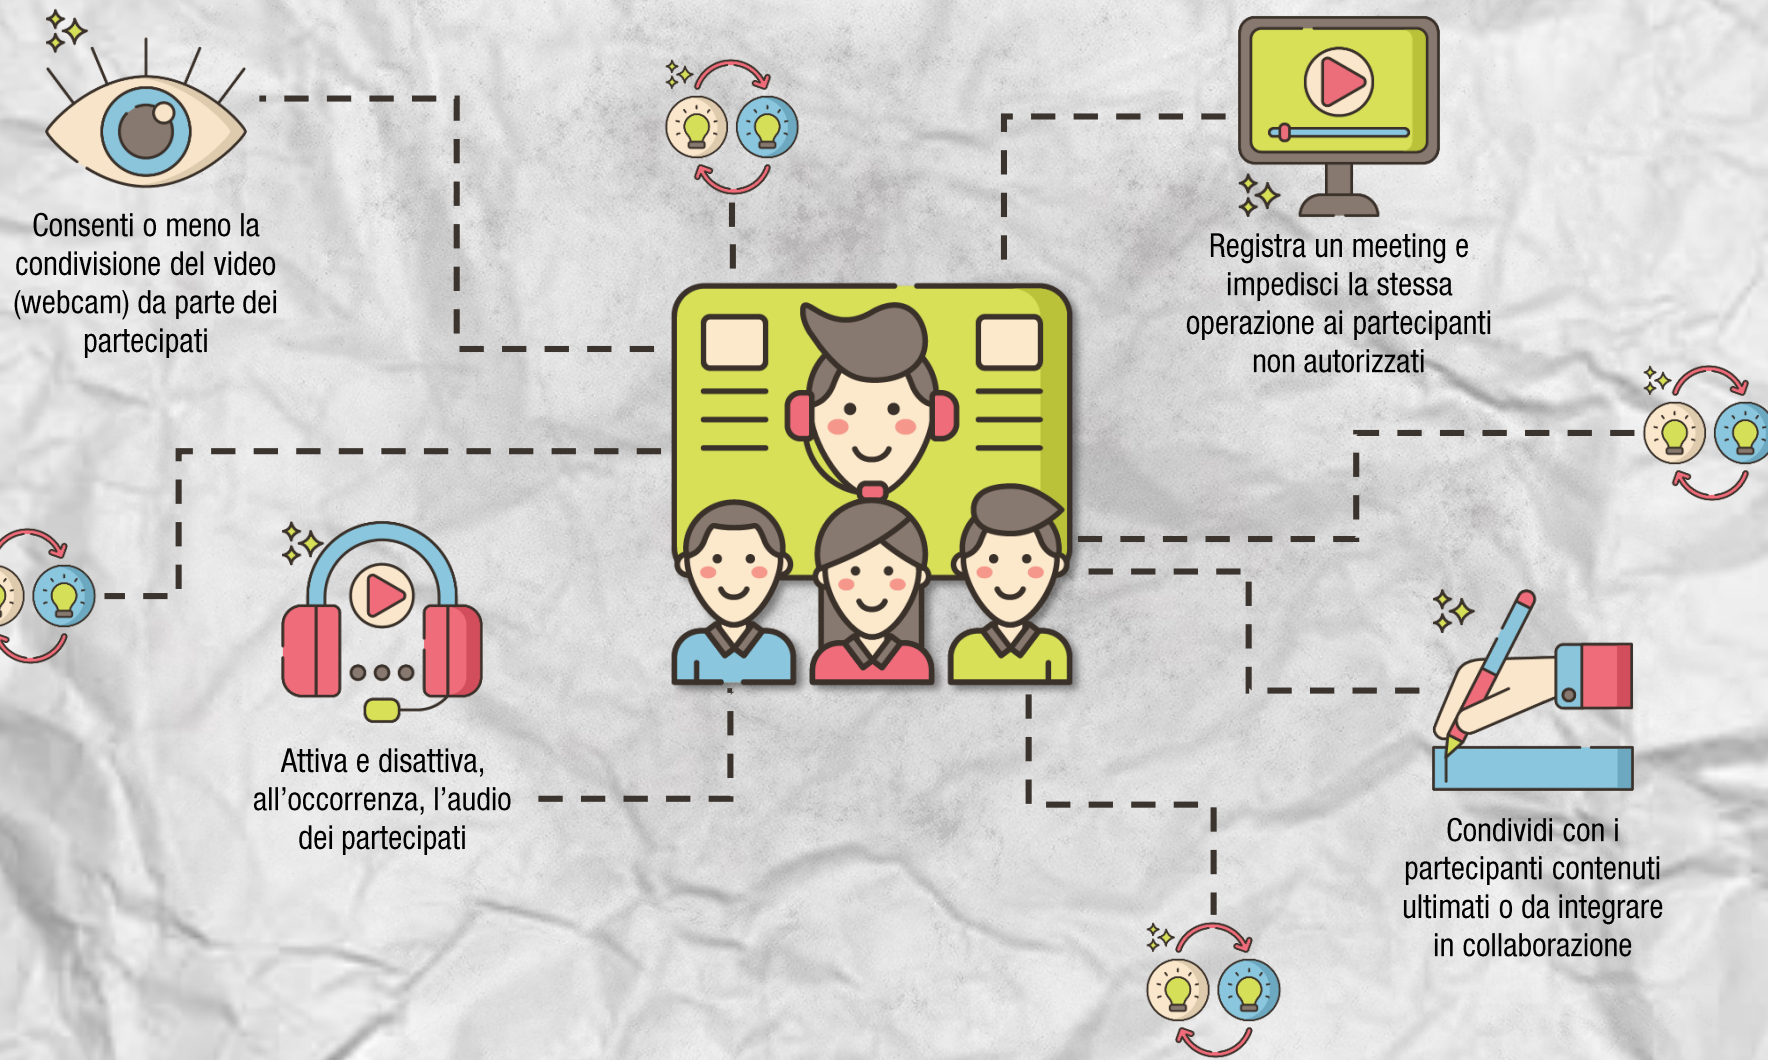 Consenti o meno la
condivisione del video
(webcam) da parte dei
partecipati
Registra un meeting e
impedisci la stessa
operazione ai partecipanti
non autorizzati
Attiva e disattiva,
all'occorrenza, l'audio
dei partecipati
Condividi con i
partecipanti contenuti
ultimati o da integrare
in collaborazione